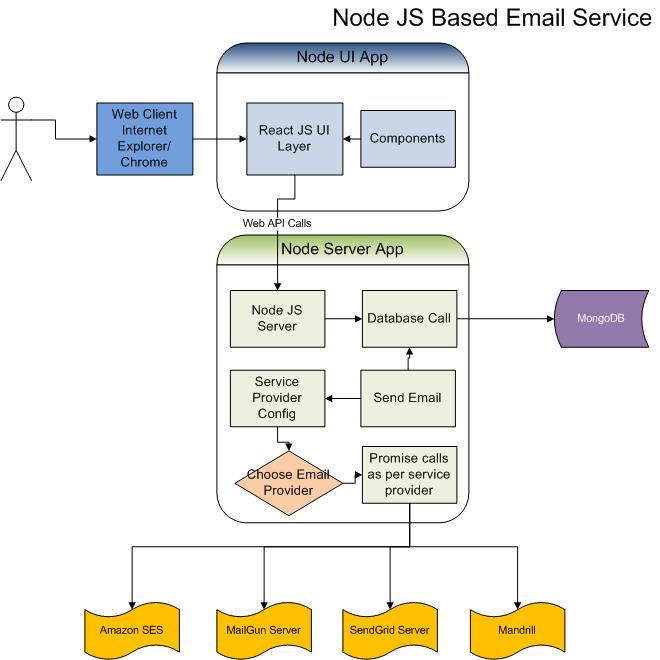 Node JS Based Email Service
Node UI App
Web Client
Internet
Explorer/
Chrome
React JS UI
Layer
Components
Web API Calls
Node Server App
Node JS
Server
Database Call
MongoDB
Service
Provider
Config
Send Email
Choose Email
Provider
Promise calls
as per service
provider
Amazon SES
MailGun Server
SendGrid Server
Mandrill